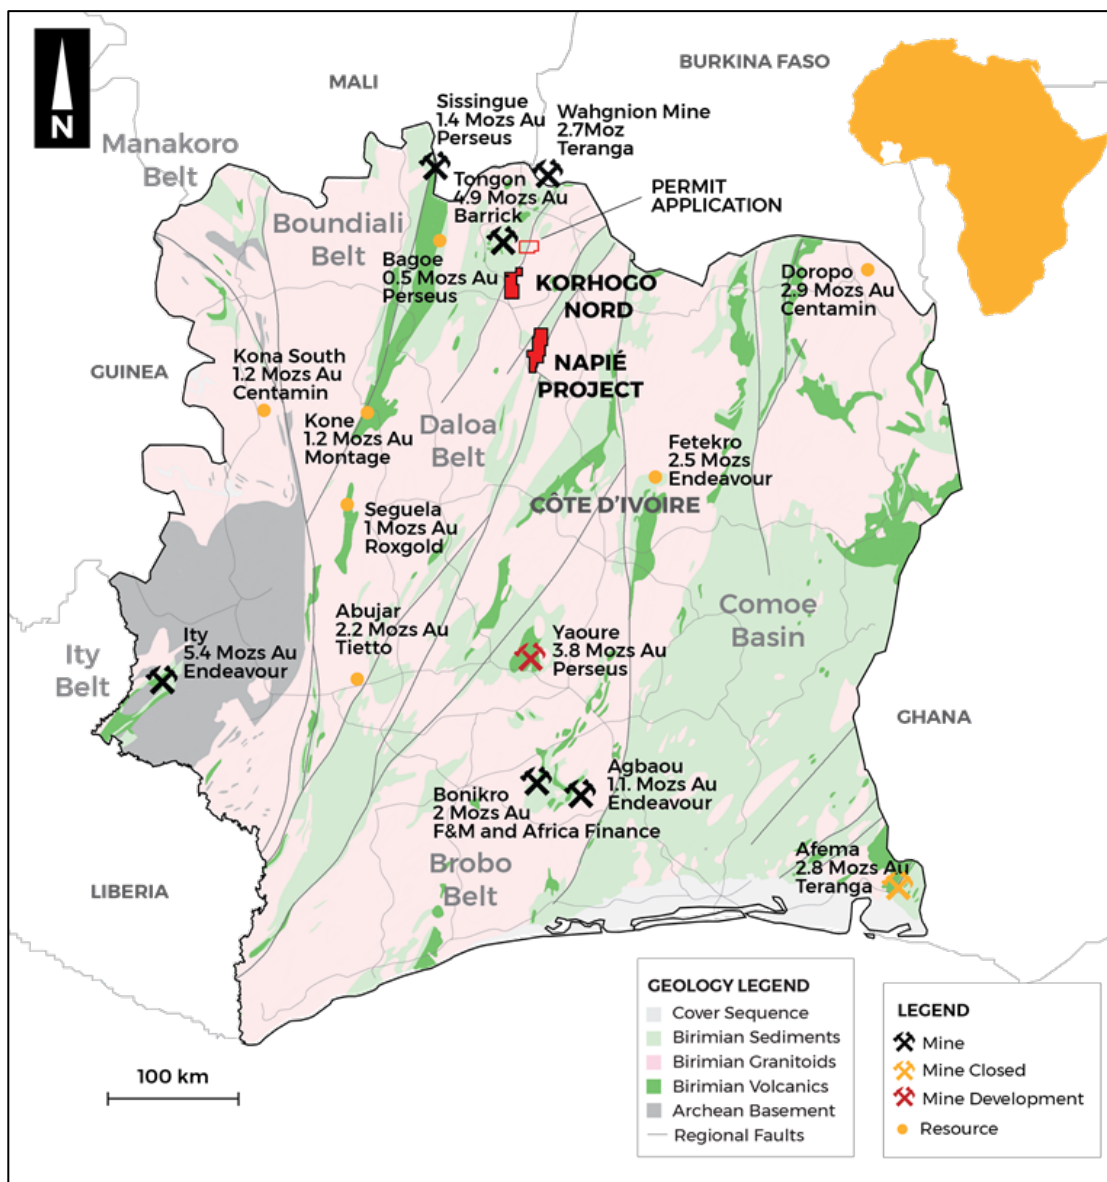 N
MALI
BURKINA FASO
Manakoro
Belt
Sissingue
1.4 Mozs Au
Perseus
Wahgnion Mine
2.7Moz
Teranga
Tongon
4.9 Mozs Au
Barrick
PERMIT
APPLICATION
Boundiali
Belt
Bagoe
0.5 Mozs Au
Perseus
KORHOGO
NORD
Doropo
2.9 Mozs Au
Centamin
NAPIÉ
PROJECT
GUINEA
Kona South
1.2 Mozs Au
Centamin
Kone
1.2 Mozs Au
Montage
Daloa
Belt
Fetekro
2.5 Mozs
Endeavour
CÔTE D'IVOIRE
Seguela
1 Mozs Au
Roxgold
Comoe
Basin
Abujar
2.2 Mozs Au
Tietto
Ity
5.4 Mozs Au
Endeavour
Ity
Belt
Yaoure
3.8 Mozs Au
Perseus
GHANA
Agbaou
1.1. Mozs Au
Endeavour
Bonikro
2 Mozs Au
F&M and Africa Finance
Brobo
Belt
Afema
2.8 Mozs Au
Teranga
LIBERIA
100 km
GEOLOGY LEGEND
Cover Sequence
Birimian Sediments
Birimian Granitoids
Birimian Volcanics
Archean Basement
Regional Faults
LEGEND
Mine
Mine Closed
Mine Development
Resource